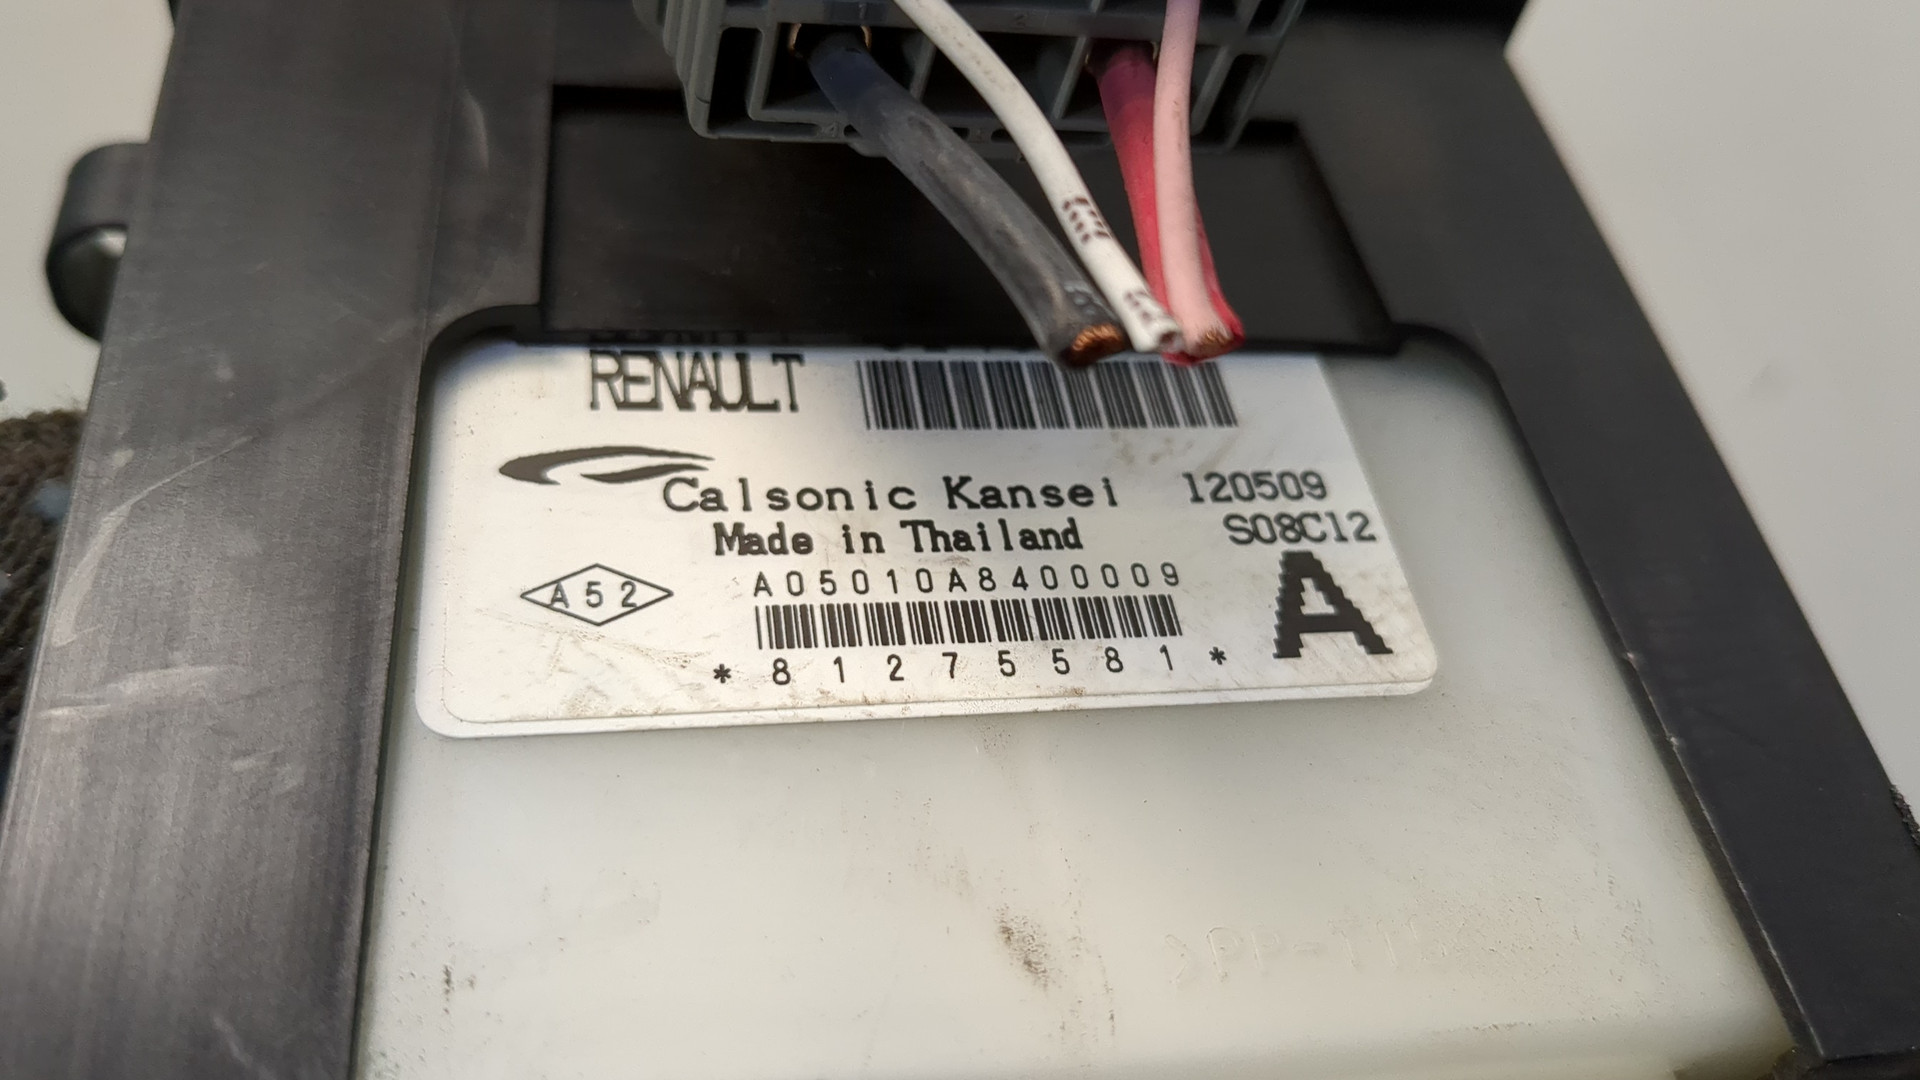 RENAULT
Calsonic Kansei 120509
Made in Thailand S08C12
A05010A8400009
A52
A
*81275581*